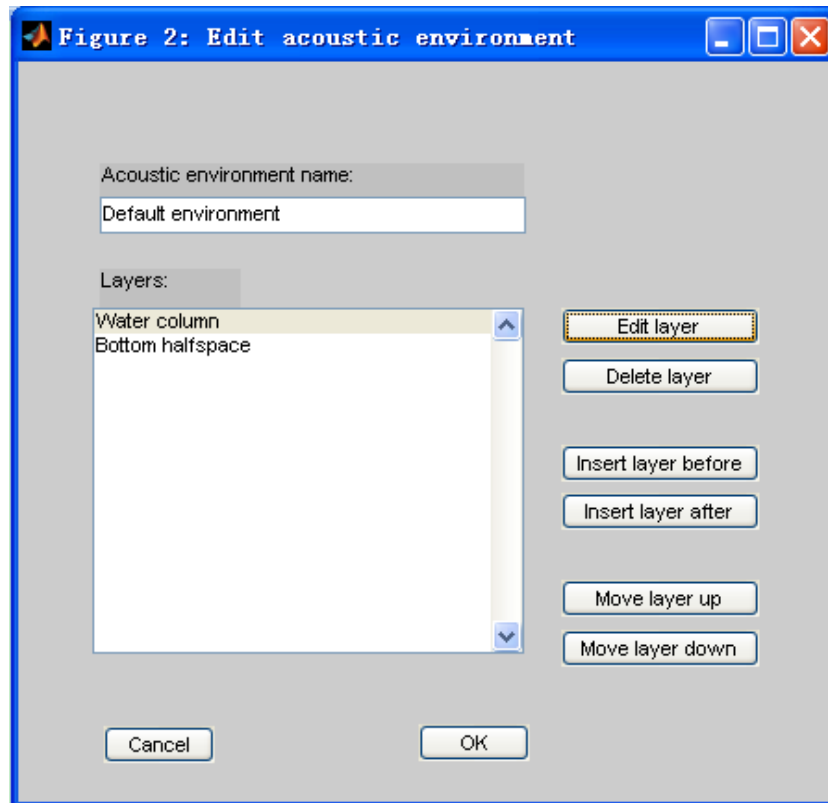 Figure 2: Edit acoustic environment
Acoustic environment name:
Default environment
Layers:
Water column
Bottom halfspace
Edit layer
Delete layer
Insert layer before
Insert layer after
Move layer up
Move layer down
Cancel
OK